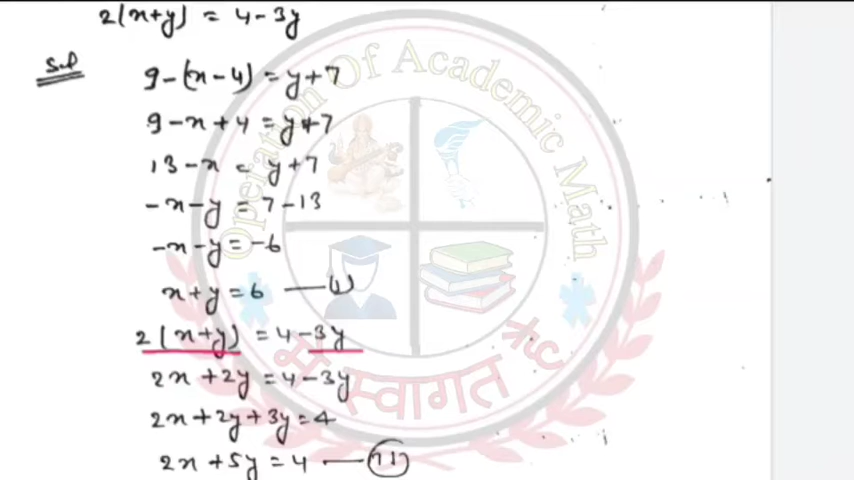 2(x+y) = 4-3y
Sol
9-(x-4) = y+7
9-x+4 = y+7
13-x = y+7
-x-y = 7-13
-x-y = -6
x+y = 6 —(i)
2(x+y) = 4-3y
2x+2y = 4-3y
2x+2y+3y = 4
2x+5y = 4 —(ii)
Operation Of Academic Math
स्वागत